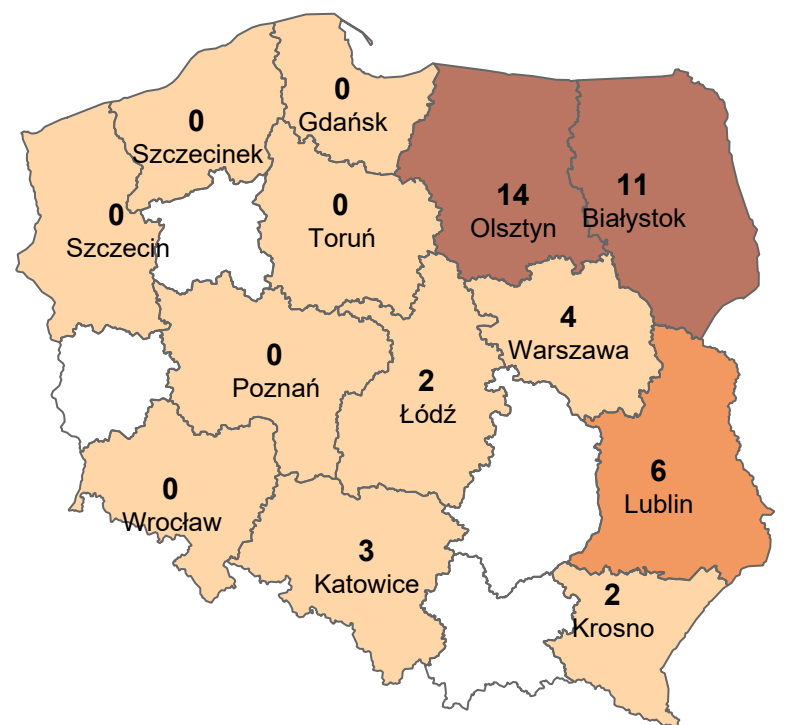 0
Gdańsk
0
Szczecinek
14
Olsztyn
11
Białystok
0
Szczecin
0
Toruń
4
Warszawa
0
Poznań
2
Łódź
6
Lublin
0
Wrocław
3
Katowice
2
Krosno